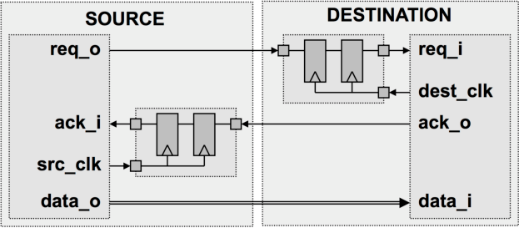 SOURCE
DESTINATION
req_o
req_i
dest_clk
ack_i
ack_o
src_clk
data_o
data_i